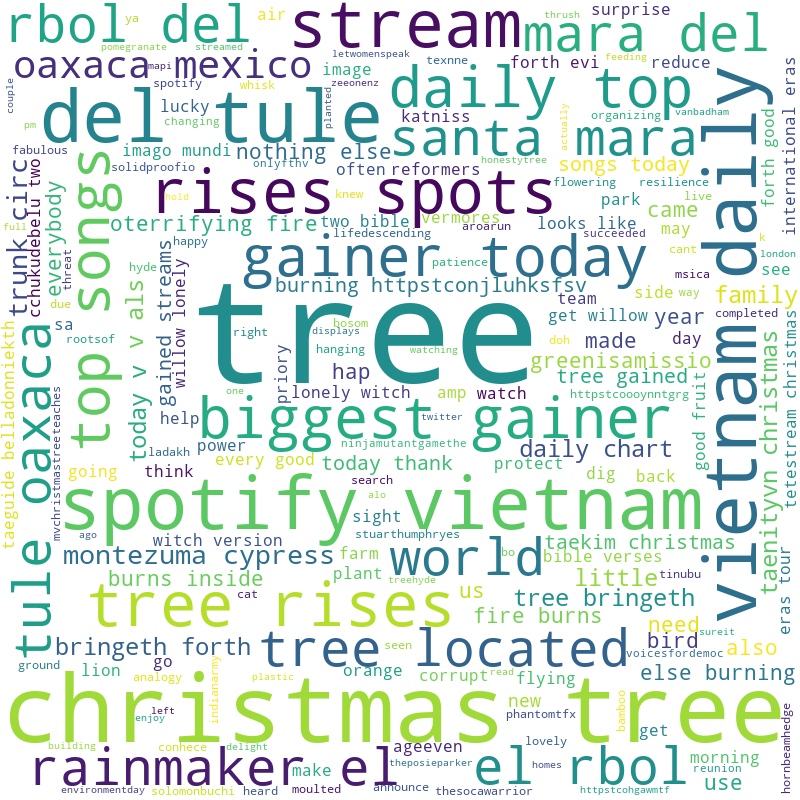 rbol del
ya
air
stream
surprise
mara del
pomegranate
streamed
mapi
letwomenspeak
texnne
thrush
feeding
oaxaca mexico
image
forth evi
reduce
couple
spotify
whisk
zeeonenz
planted
daily top
del tule
lucky
changing
katniss
organizing
vanbadham
pm
santa mara
international eras
fabulous
imago mundi
nothing else
solidproofio
onlyfthv
often
reformers
honestytree
songs today
actually
forth good
daily
top songs
everybody
trunk circ
cchukudebelu two
rises spots
knew
hold
flowering
resilience
park
live
full
threat
oterrifying fire
two bible
vermores
looks like
came
lifedescending
aroarun
succeeded
k
happy
gainer today
patience
may
cant
london
due
hyde
today v v als
gained streams
willow lonely
burning httpstconjluhksfsv
msica
way
see
sa
tree
team
side
family
completed
rootsof
right
displays
bosom
hanging
watching
get willow
year
vietnam
taenityvn christmas
tetestream christmas
tule oaxaca
taeguide belladonniekth
mvchristmastreeteaches
priory
hap
doh
made
day
one
greenisamissio
lonely witch
amp
watch
tree gained
httpstcoooynntgrg
help
biggest gainer
good fruit
twitter
ladakh
power
ninjamutantgamethe
daily chart
going
every good
today thank
protect
dig
back
think
search
alo
spotify vietnam
ago
witch version
sight
stuarthumphryes
bo
taekim christmas
montezuma cypress
farm
world
bible verses
burns inside
plant
little
tinubu
cat
treehyde
tree rises
us
tree bringeth
eras tour
fire burns
need
sureit
bringeth forth
tree located
bird
also
ground
seen
voicesfordemoc
lion
go
orange
corrupt
read
flying
else burning
analogy
indianarmy
plastic
christmas tree
new
bamboo
get
left
phantomtfx
enjoy
hornbeamhedge
building
conhece
delight
ageeven
lovely
morning
rainmaker el
make
theposieparker
homes
el rbol
reunion
use
environmentday
solomonbuchi
heard
moulted
announce
thesocawarrior
httpstcohgawmtf